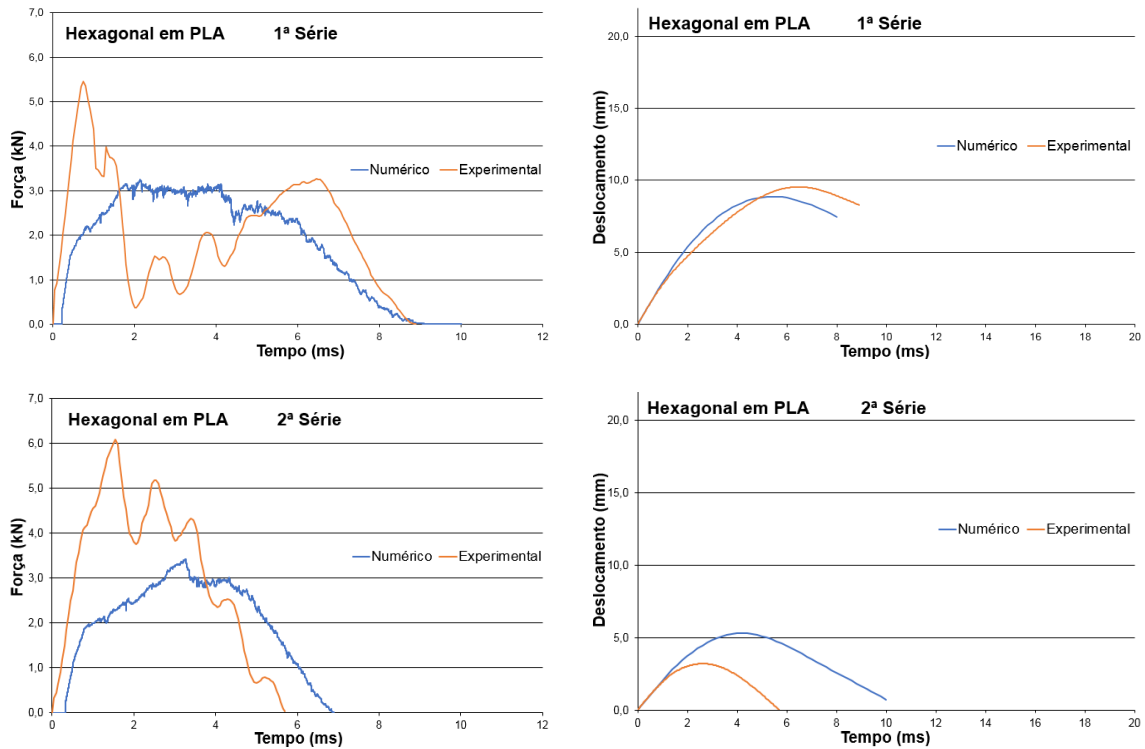 Hexagonal em PLA 1ª Série
Força (kN)
7,0
6,0
5,0
4,0
3,0
2,0
1,0
0,0
Numérico Experimental
0 2 4 6 8 10 12
Tempo (ms)
Hexagonal em PLA 1ª Série
Deslocamento (mm)
20,0
15,0
10,0
5,0
0,0
Numérico Experimental
0 2 4 6 8 10 12 14 16 18 20
Tempo (ms)
Hexagonal em PLA 2ª Série
Força (kN)
7,0
6,0
5,0
4,0
3,0
2,0
1,0
0,0
Numérico Experimental
0 2 4 6 8 10 12
Tempo (ms)
Hexagonal em PLA 2ª Série
Deslocamento (mm)
20,0
15,0
10,0
5,0
0,0
Numérico Experimental
0 2 4 6 8 10 12 14 16 18 20
Tempo (ms)